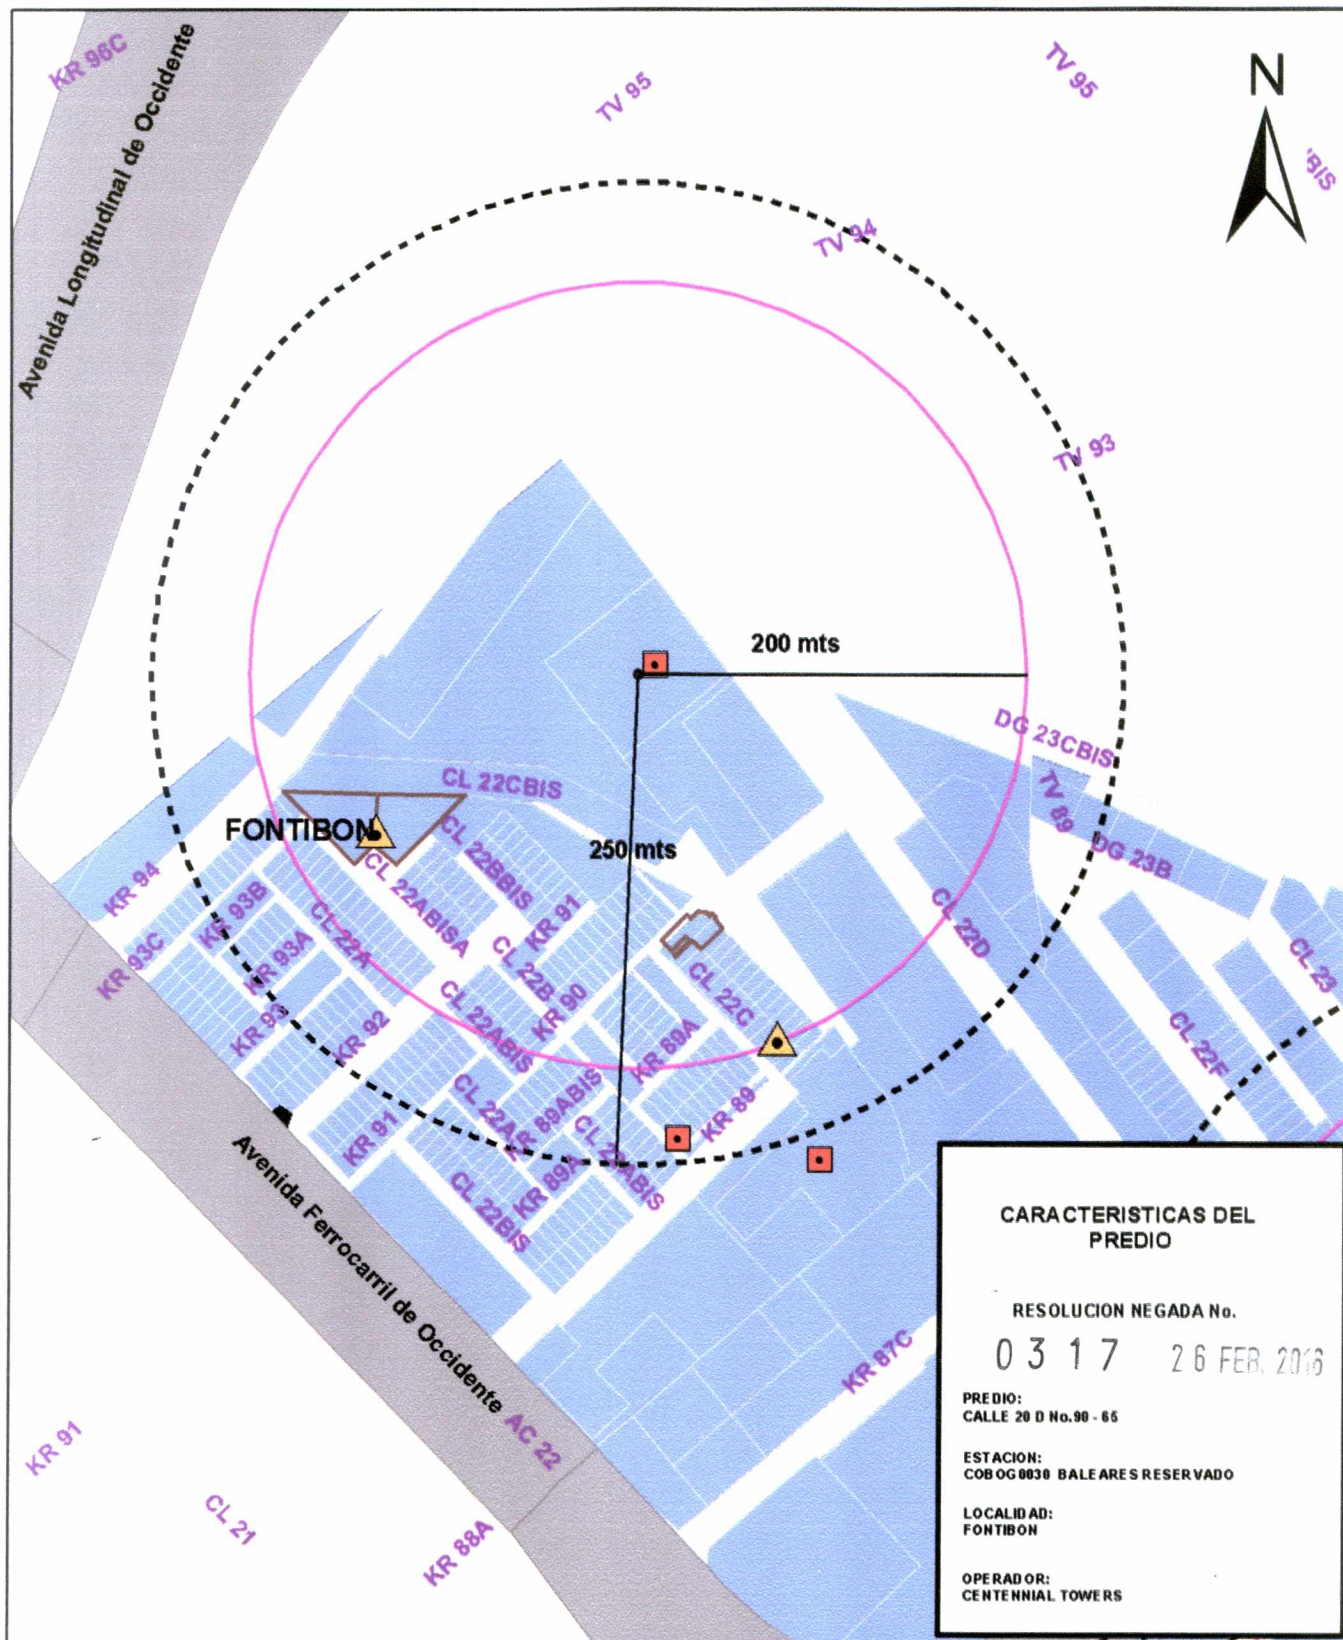 KR 96C
TV 95
TV 95
N
BIS
Avenida Longitudinal de Occidente
TV 94
TV 93
200 mts
DG 23CBIS
CL 22CBIS
TV 89
FONTIBON
250 mts
CL 22BBIS
DG 23B
CL 22ABISA
KR 94
KR 93B
CL 22A
KR 91
CL 22D
KR 93A
CL 22B
CL 23
KR 93C
CL 22C
KR 90
CL 22ABIS
KR 93
KR 92
KR 89A
CL 22F
CL 22A
KR 89ABIS
KR 89
KR 91
CL 22ABIS
KR 89A
CL 22BIS
Avenida Ferrocarril de Occidente AC 22
KR 87C
KR 91
CL 21
KR 88A
CARACTERISTICAS DEL
PREDIO
RESOLUCION NEGADA No.
0317 26 FEB. 2016
PREDIO:
CALLE 20 D No.90 - 65
ESTACION:
COBOG0030 BALEARES RESERVADO
LOCALIDAD:
FONTIBON
OPERADOR:
CENTENNIAL TOWERS